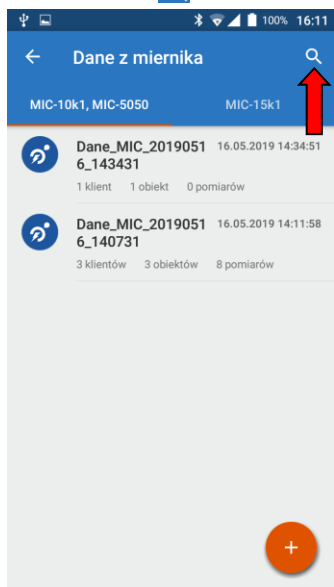 100% 16:11
Dane z miernika
MIC-10k1, MIC-5050 MIC-15k1
Dane_MIC_2019051 16.05.2019 14:34:51
6_143431
1 klient 1 obiekt 0 pomiarów
Dane_MIC_2019051 16.05.2019 14:11:58
6_140731
3 klientów 3 obiektów 8 pomiarów
+